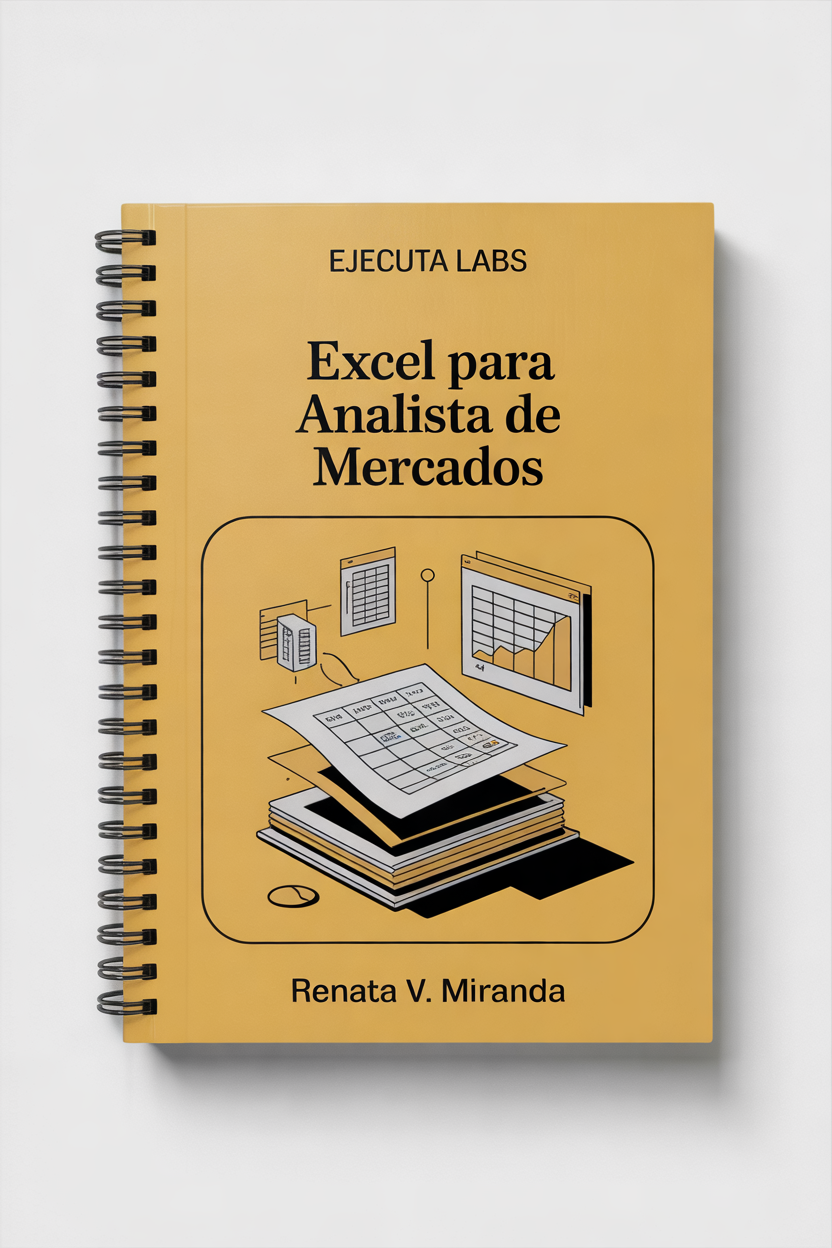 EJECUTA LABS
Excel para
Analista de
Mercados
Renata V. Miranda